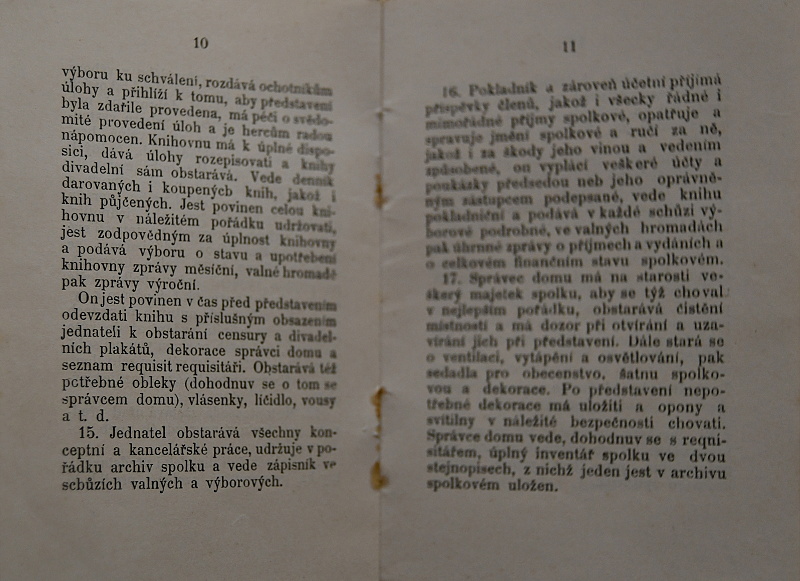 10
výboru ku schválení, rozdává ochotníkům
úlohy a přihlíží k tomu, aby představení
byla zdařile provedena, má péči o svědo-
mité provedení úloh a je hercům radou
nápomocen. Knihovnu má k úplné dispo-
sici, dává úlohy rozepisovati a knihy
divadelní sám obstarává. Vede denník
darovaných i koupených knih, jakož i
knih půjčených. Jest povinen celou kni-
hovnu v náležitém pořádku udržovati,
jest zodpovědným za úplnost knihovny
a podává výboru o stavu a upotřebení
knihovny zprávy měsíční, valné hromadě
pak zprávy výroční.
On jest povinen v čas před představením
odevzdati knihu s příslušným obsazením
jednateli k obstarání censury a divadel-
ních plakátů, dekorace správci domu a
seznam requisit requisitáři. Obstarává též
potřebné obleky (dohodnuv se o tom se
správcem domu), vlásenky, líčidlo, vousy
a t. d.
15. Jednatel obstarává všechny kon-
ceptní a kancelářské práce, udržuje v po-
řádku archiv spolku a vede zápisník ve
schůzích valných a výborových.
11
16. Pokladník a zároveň účetní přijímá
příspěvky členů, jakož i všecky řádné i
mimořádné příjmy spolkové, opatřuje a
spravuje jmění spolkové a ručí za ně,
jakož i za škody jeho vinou a vedením
způsobené, on vyplácí veškeré účty a
poukázky předsedou neb jeho oprávně-
ným zástupcem podepsané, vede knihu
pokladniční a podává v každé schůzi vý-
borové podrobné, ve valných hromadách
pak úhrnné zprávy o příjmech a vydáních a
o celkovém finančním stavu spolkovém.
17. Správec domu má na starosti ve-
škerý majetek spolku, aby se týž choval
v nejlepším pořádku, obstarává čistění
místností a má dozor při otvírání a uza-
vírání jich při představení. Dále stará se
o ventilaci, vytápění a osvětlování, pak
sedadla pro obecenstvo, šatnu spolko-
vou a dekorace. Po představení nepo-
třebné dekorace má uložiti a opony a
svítilny v náležité bezpečnosti chovati.
Správce domu vede, dohodnuv se s requi-
sitářem, úplný inventář spolku ve dvou
stejnopisech, z nichž jeden jest v archivu
spolkovém uložen.